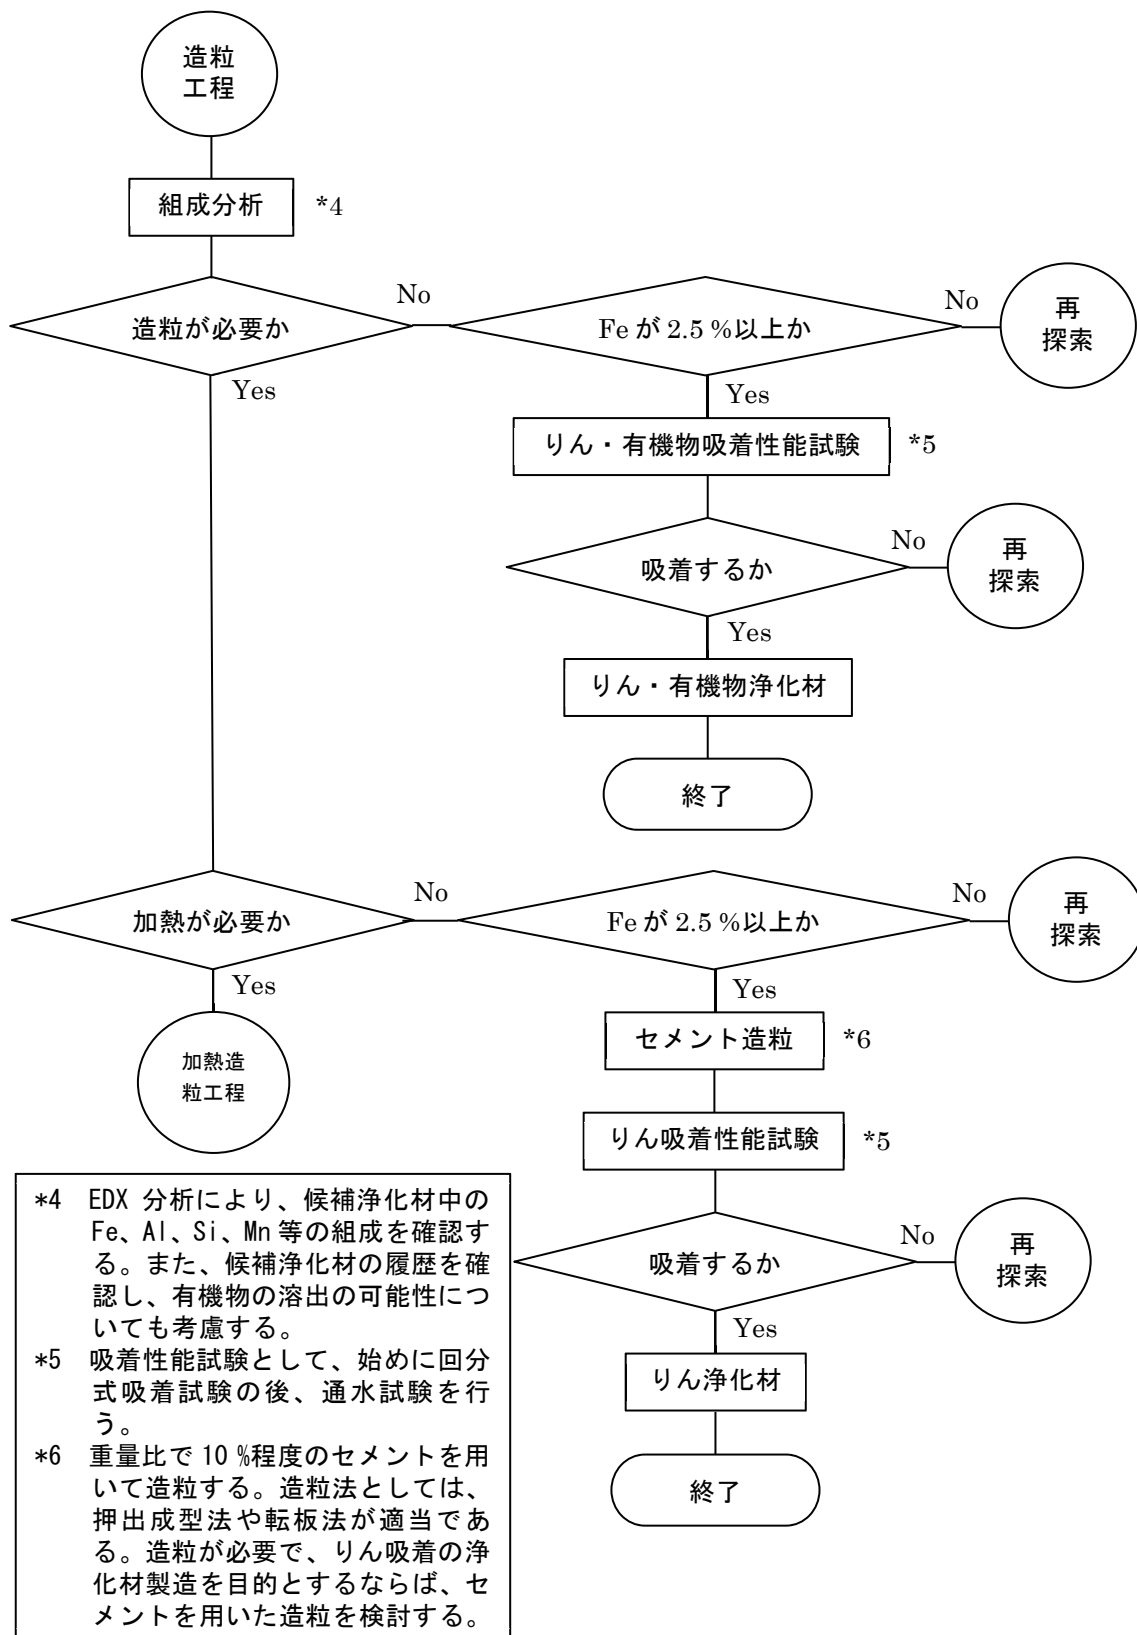 造粒
工程
組成分析 *4
造粒が必要か
No
Fe が 2.5 %以上か
No
再
探索
Yes
Yes
りん・有機物吸着性能試験 *5
吸着するか
No
再
探索
Yes
りん・有機物浄化材
終了
加熱が必要か
No
Fe が 2.5 %以上か
No
再
探索
Yes
Yes
加熱造
粒工程
セメント造粒 *6
りん吸着性能試験 *5
吸着するか
No
再
探索
Yes
りん浄化材
終了
*4 EDX 分析により、候補浄化材中の
Fe、Al、Si、Mn 等の組成を確認す
る。また、候補浄化材の履歴を確
認し、有機物の溶出の可能性につ
いても考慮する。
*5 吸着性能試験として、始めに回分
式吸着試験の後、通水試験を行
う。
*6 重量比で 10 %程度のセメントを用
いて造粒する。造粒法としては、
押出成型法や転板法が適当であ
る。造粒が必要で、りん吸着の浄
化材製造を目的とするならば、セ
メントを用いた造粒を検討する。